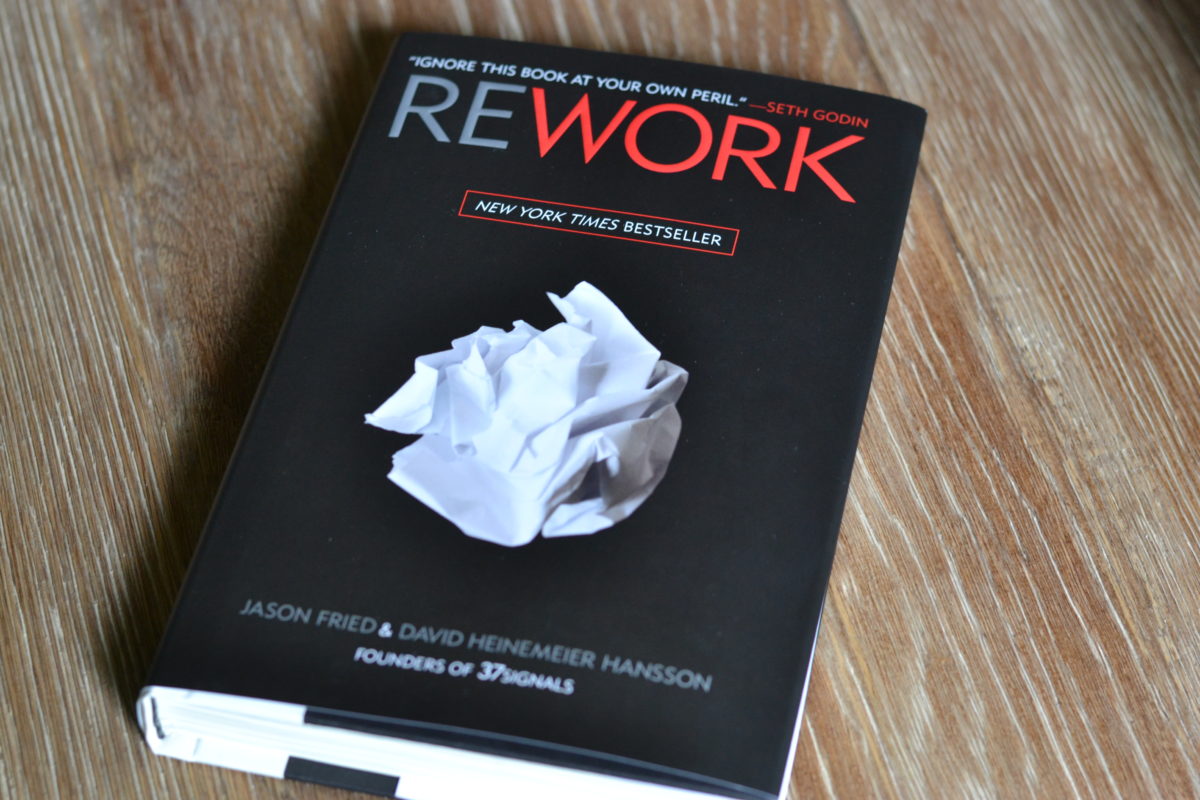 "IGNORE THIS BOOK AT YOUR OWN PERIL." —SETH GODIN
REWORK
NEW YORK TIMES BESTSELLER
JASON FRIED & DAVID HEINEMEIER HANSSON
FOUNDERS OF 37SIGNALS